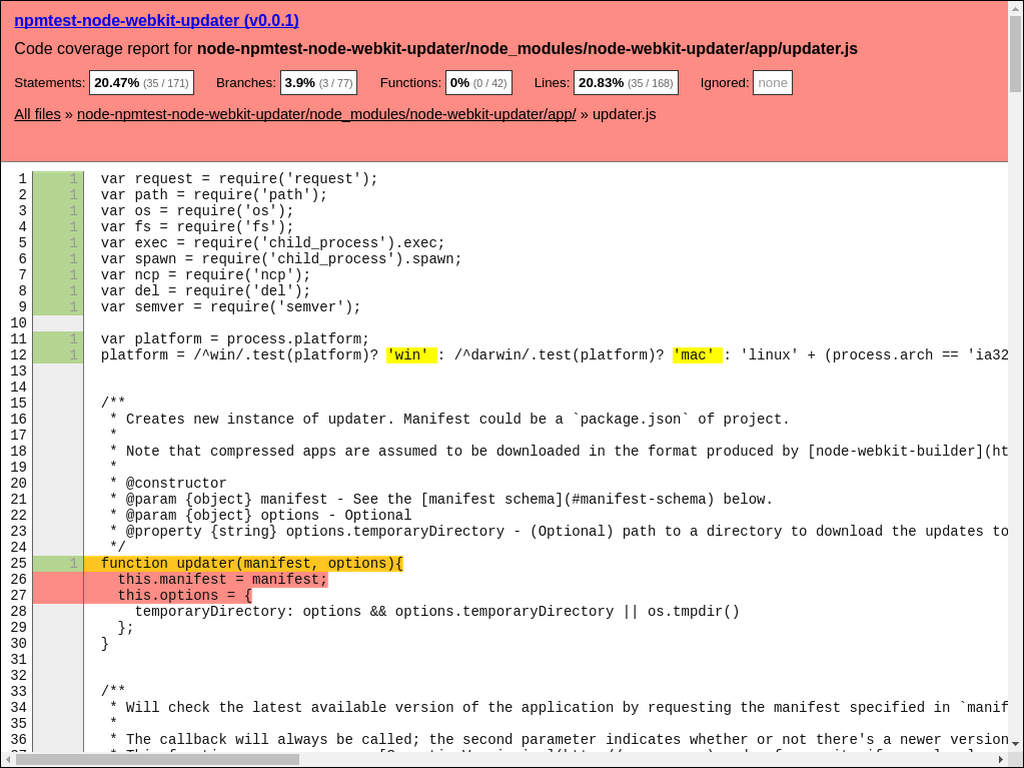 npmtest-node-webkit-updater (v0.0.1)
Code coverage report for node-npmtest-node-webkit-updater/node_modules/node-webkit-updater/app/updater.js
Statements: 20.47% (35 / 171) Branches: 3.9% (3 / 77) Functions: 0% (0 / 42) Lines: 20.83% (35 / 168) Ignored: none
All files » node-npmtest-node-webkit-updater/node_modules/node-webkit-updater/app/ » updater.js
1 1 var request = require('request');
2 1 var path = require('path');
3 1 var os = require('os');
4 1 var fs = require('fs');
5 1 var exec = require('child_process').exec;
6 1 var spawn = require('child_process').spawn;
7 1 var ncp = require('ncp');
8 1 var del = require('del');
9 1 var semver = require('semver');
10
11 1 var platform = process.platform;
12 1 platform = /^win/.test(platform)? 'win' : /^darwin/.test(platform)? 'mac' : 'linux' + (process.arch == 'ia32
13
14
15 /**
16 * Creates new instance of updater. Manifest could be a `package.json` of project.
17 *
18 * Note that compressed apps are assumed to be downloaded in the format produced by [node-webkit-builder](ht
19 *
20 * @constructor
21 * @param {object} manifest - See the [manifest schema](#manifest-schema) below.
22 * @param {object} options - Optional
23 * @property {string} options.temporaryDirectory - (Optional) path to a directory to download the updates to
24 */
25 1 function updater(manifest, options){
26 this.manifest = manifest;
27 this.options = {
28 temporaryDirectory: options && options.temporaryDirectory || os.tmpdir()
29 };
30 }
31
32
33 /**
34 * Will check the latest available version of the application by requesting the manifest specified in `manif
35 *
36 * The callback will always be called; the second parameter indicates whether or not there's a newer version